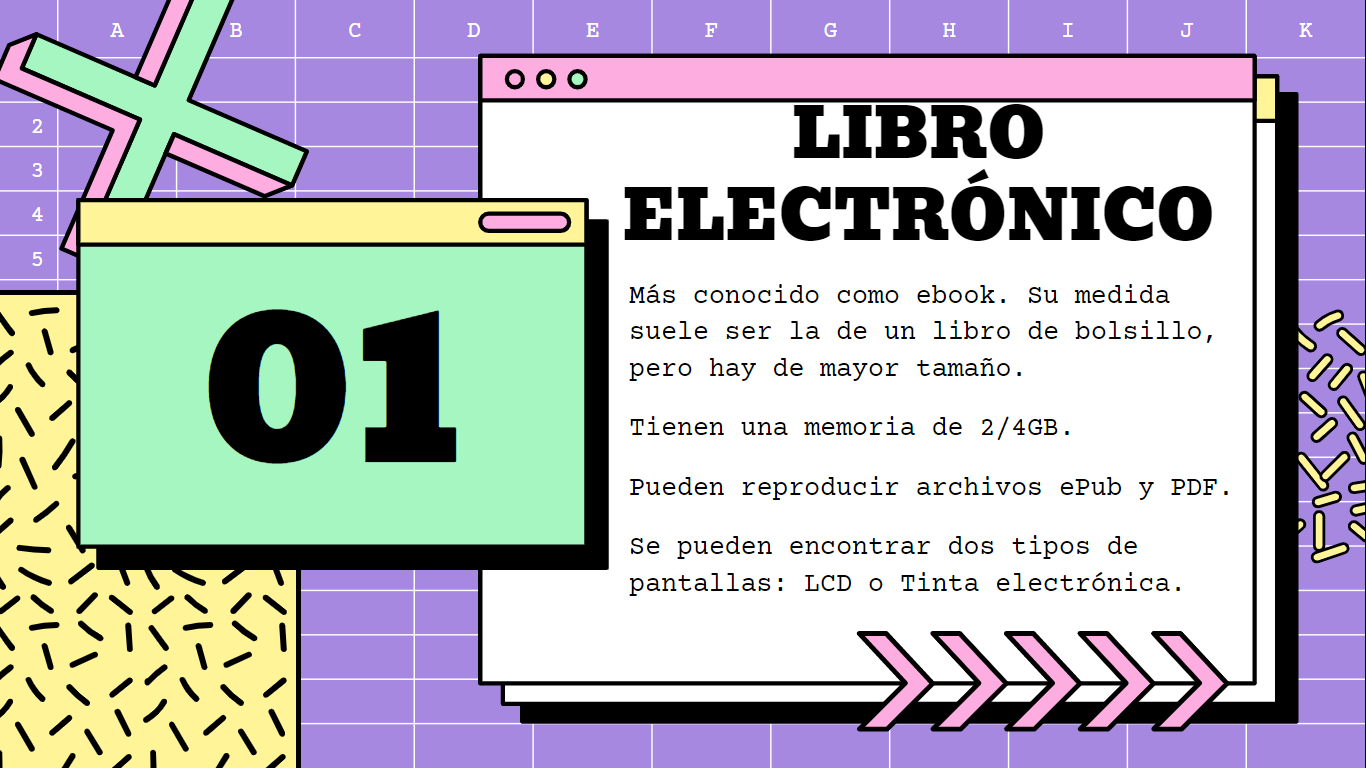 A B C D E F G H I J K
2
3
4
5
01
LIBRO
ELECTRÓNICO
Más conocido como ebook. Su medida
suele ser la de un libro de bolsillo,
pero hay de mayor tamaño.
Tienen una memoria de 2/4GB.
Pueden reproducir archivos ePub y PDF.
Se pueden encontrar dos tipos de
pantallas: LCD o Tinta electrónica.